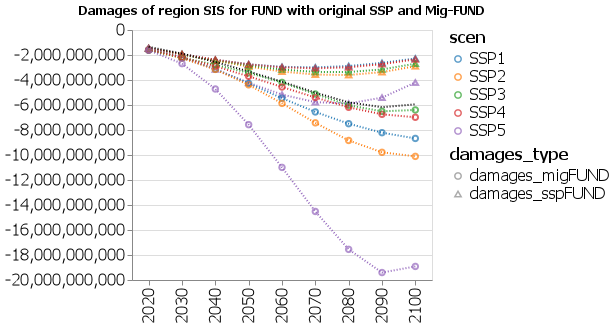 Damages of region SIS for FUND with original SSP and Mig-FUND
0
-2,000,000,000
-4,000,000,000
-6,000,000,000
-8,000,000,000
-10,000,000,000
-12,000,000,000
-14,000,000,000
-16,000,000,000
-18,000,000,000
-20,000,000,000
2020
2030
2040
2050
2060
2070
2080
2090
2100
scen
SSP1
SSP2
SSP3
SSP4
SSP5
damages_type
damages_migFUND
damages_sspFUND